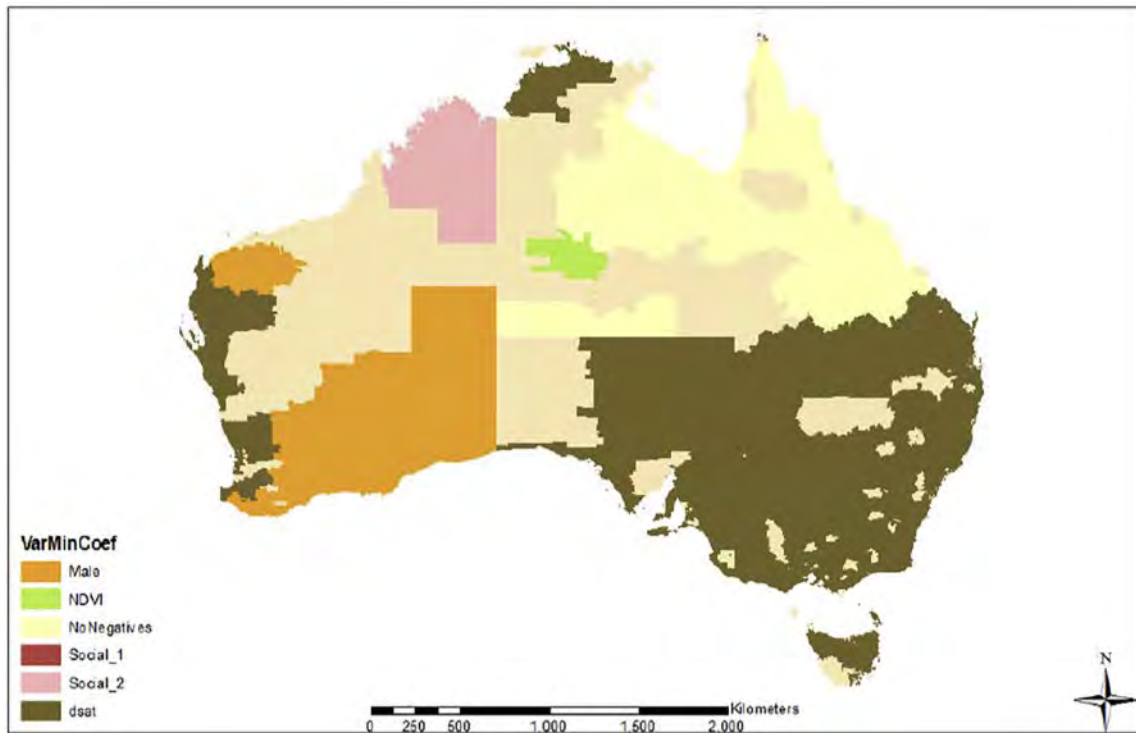 VarMinCoef
Male
NDVI
NoNegatives
Social_1
Social_2
dsat
N
Kilometers
0 250 500 1.000 1.500 2.000